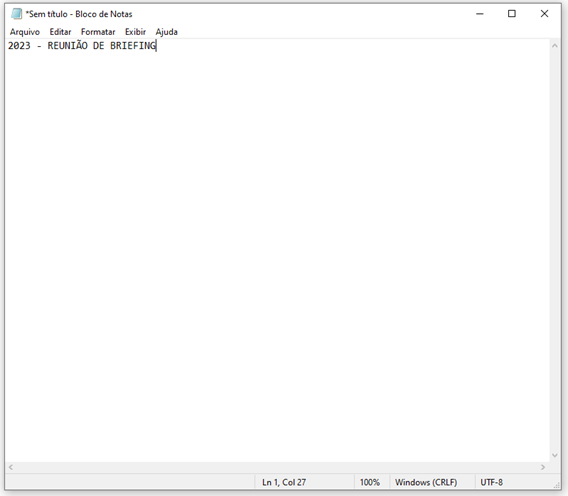 *Sem título - Bloco de Notas
Arquivo Editar Formatar Exibir Ajuda
2023 - REUNIÃO DE BRIEFING
Ln 1, Col 27 100% Windows (CRLF) UTF-8